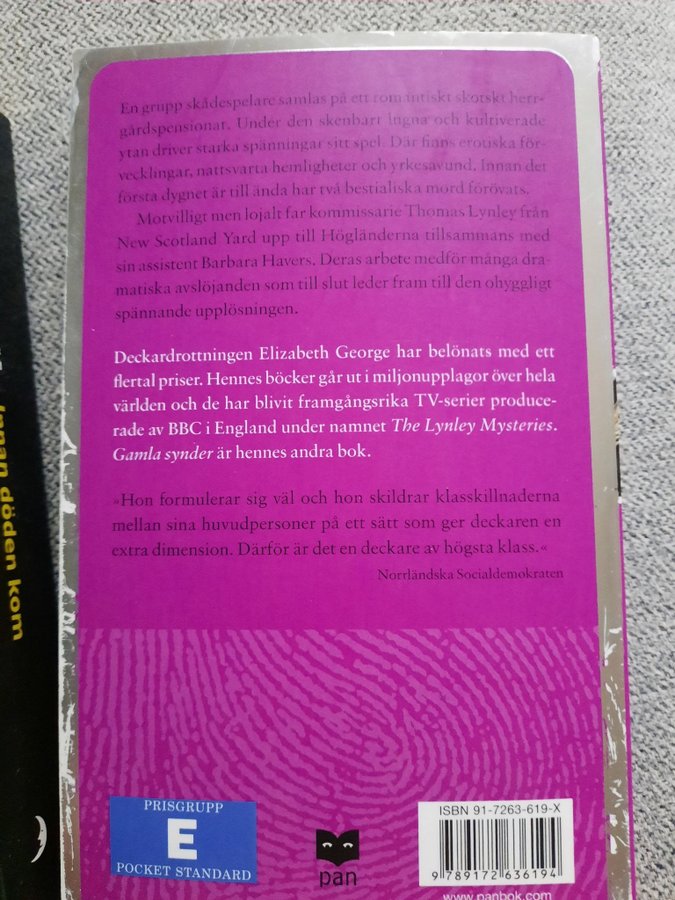 En grupp skådespelare samlas på ett romantiskt skotskt herr-
gårdspensionat. Under den skenbart lugna och kultiverade
ytan driver starka spänningar sitt spel. Där finns erotiska för-
vecklingar, nattsvarta hemligheter och yrkesavund. Innan det
första dygnet är till ända har två bestialiska mord förövats.
Motvilligt men lojalt far kommissarie Thomas Lynley från
New Scotland Yard upp till Högländerna tillsammans med
sin assistent Barbara Havers. Deras arbete medför många dra-
matiska avslöjanden som till slut leder fram till den ohyggligt
spännande upplösningen.
Deckardrottningen Elizabeth George har belönats med ett
flertal priser. Hennes böcker går ut i miljonupplagor över hela
världen och de har blivit framgångsrika TV-serier produce-
rade av BBC i England under namnet The Lynley Mysteries.
Gamla synder är hennes andra bok.
»Hon formulerar sig väl och hon skildrar klasskillnaderna
mellan sina huvudpersoner på ett sätt som ger deckaren en
extra dimension. Därför är det en deckare av högsta klass.«
Norrländska Socialdemokraten
PRISGRUPP
E
POCKET STANDARD
pan
ISBN 91-7263-619-X
9 789172 636194
www.panbok.com
Innan döden kom